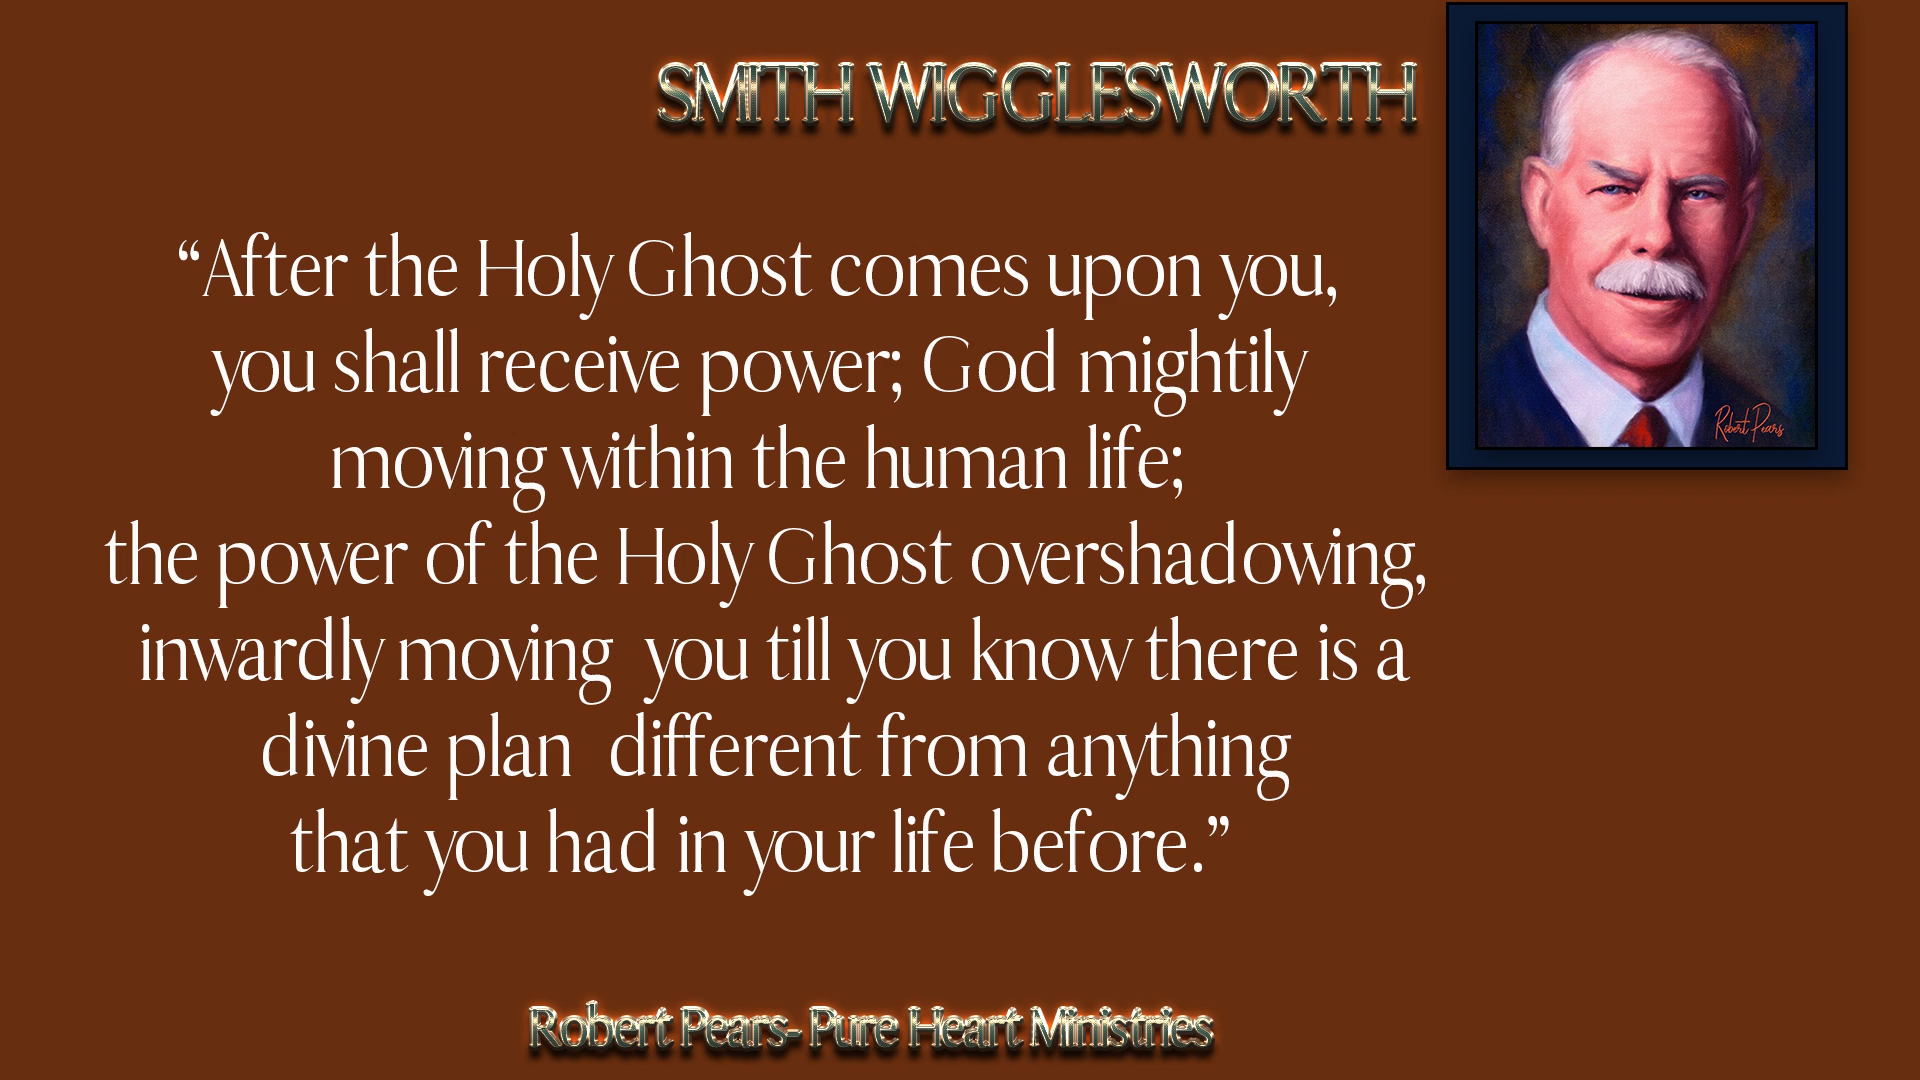 SMITH WIGGLESWORTH
“After the Holy Ghost comes upon you,
you shall receive power; God mightily
moving within the human life;
the power of the Holy Ghost overshadowing,
inwardly moving you till you know there is a
divine plan different from anything
that you had in your life before.”
Robert Pears
Robert Pears- Pure Heart Ministries